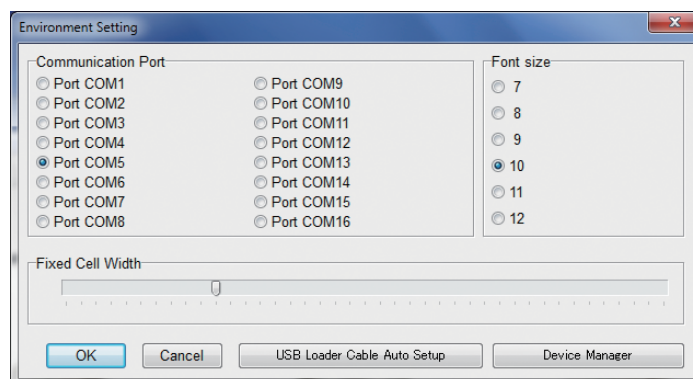 Environment Setting
Communication Port
Port COM1
Port COM2
Port COM3
Port COM4
Port COM5
Port COM6
Port COM7
Port COM8
Port COM9
Port COM10
Port COM11
Port COM12
Port COM13
Port COM14
Port COM15
Port COM16
Font size
7
8
9
10
11
12
Fixed Cell Width
OK
Cancel
USB Loader Cable Auto Setup
Device Manager